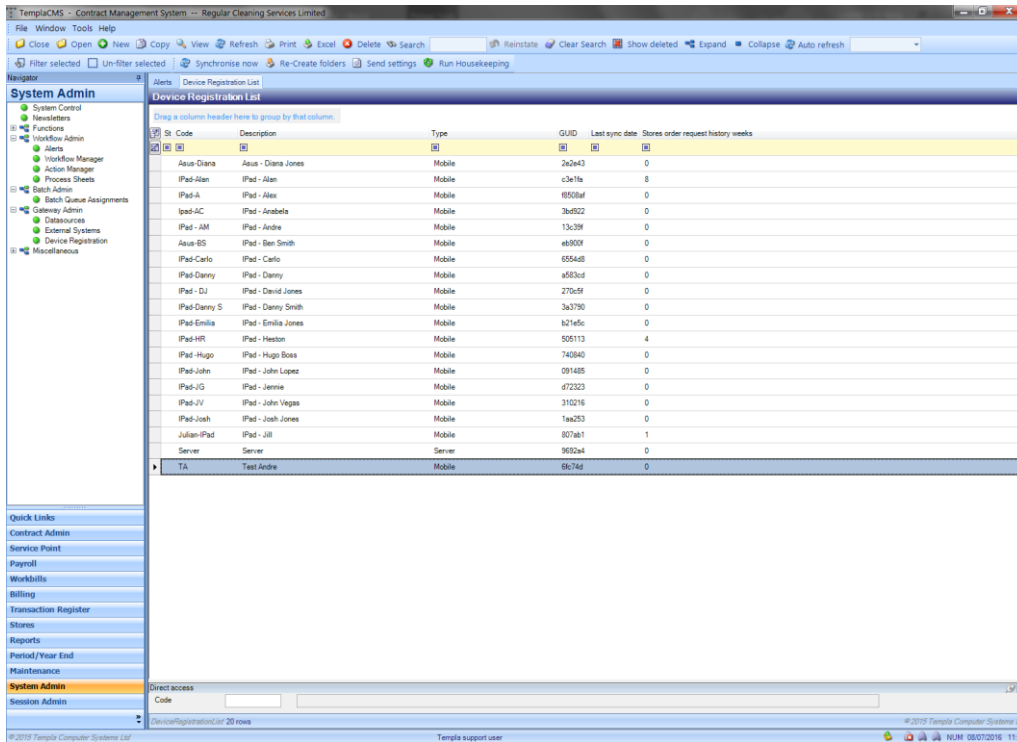 TemplaCMS - Contract Management System -- Regular Cleaning Services Limited
File Window Tools Help
Close Open New Copy View Refresh Print Excel Delete Search Reinstate Clear Search Show deleted Expand Collapse Auto refresh
Filter selected Un-filter selected Synchronise now Re-Create folders Send settings Run Housekeeping
Navigator
System Admin
System Control
Newsletters
Functions
Workflow Admin
Alerts
Workflow Manager
Action Manager
Process Sheets
Batch Admin
Batch Queue Assignments
Gateway Admin
Datasources
External Systems
Device Registration
Miscellaneous
Quick Links
Contract Admin
Service Point
Payroll
Workbills
Billing
Transaction Register
Stores
Reports
Period/Year End
Maintenance
System Admin
Session Admin
Alerts Device Registration List
Device Registration List
Drag a column header here to group by that column.
St Code Description Type GUID Last sync date Stores order request history weeks
Asus-Diana Asus - Diana Jones Mobile 2e2e43 0
IPad-Alan IPad - Alan Mobile c3e1fa 8
IPad-A IPad - Alex Mobile f8508af 0
Ipad-AC IPad - Anabela Mobile 3bd922 0
IPad - AM IPad - Andre Mobile 13c39f 0
Asus-BS IPad - Ben Smith Mobile eb900f 0
IPad-Carlo IPad - Carlo Mobile 6554d8 0
IPad-Danny IPad - Danny Mobile a583cd 0
IPad - DJ IPad - David Jones Mobile 270c5f 0
IPad-Danny S IPad - Danny Smith Mobile 3a3790 0
IPad-Emilia IPad - Emilia Jones Mobile b21e5c 0
IPad-HR IPad - Heston Mobile 505113 4
IPad -Hugo IPad - Hugo Boss Mobile 740840 0
IPad-John IPad - John Lopez Mobile 091485 0
IPad-JG IPad - Jennie Mobile d72323 0
IPad-JV IPad - John Vegas Mobile 310216 0
IPad-Josh IPad - Josh Jones Mobile 1aa253 0
Julian-IPad IPad - Jill Mobile 807ab1 1
Server Server Server 9692a4 0
TA Test Andre Mobile 6fc74d 0
Direct access
Code
DeviceRegistrationList 20 rows
© 2015 Templa Computer Systems
© 2015 Templa Computer Systems Ltd Templa support user NUM 08/07/2016 11: